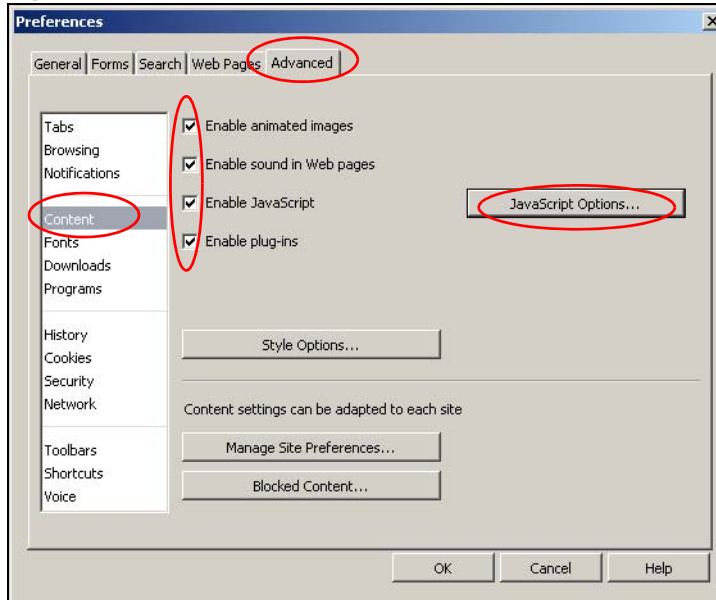 Preferences
General Forms Search Web Pages Advanced
Tabs
Browsing
Notifications
Content
Fonts
Downloads
Programs
History
Cookies
Security
Network
Toolbars
Shortcuts
Voice
Enable animated images
Enable sound in Web pages
Enable JavaScript
JavaScript Options...
Enable plug-ins
Style Options...
Content settings can be adapted to each site
Manage Site Preferences...
Blocked Content...
OK Cancel Help